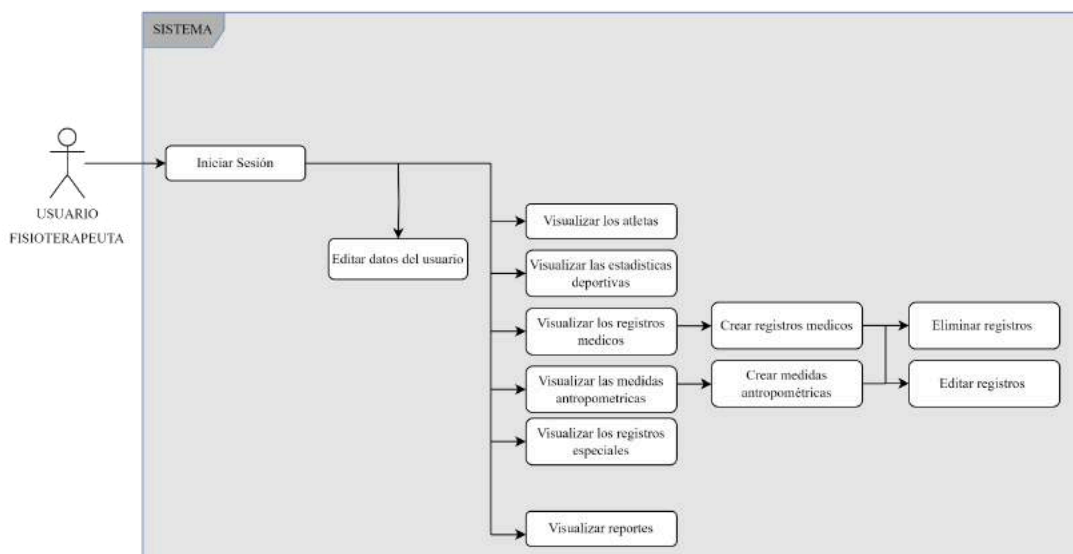 SISTEMA
Iniciar Sesión
USUARIO
FISIOTERAPEUTA
Editar datos del usuario
Visualizar los atletas
Visualizar las estadisticas
deportivas
Visualizar los registros
medicos
Crear registros medicos
Eliminar registros
Visualizar las medidas
antropometricas
Crear medidas
antropométricas
Editar registros
Visualizar los registros
especiales
Visualizar reportes